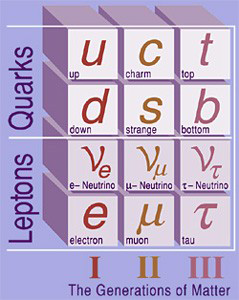 Quarks
u c t
up charm top
d s b
down strange bottom
Leptons
νe νμ ντ
e- Neutrino μ- Neutrino τ- Neutrino
e μ τ
electron muon tau
I II III
The Generations of Matter